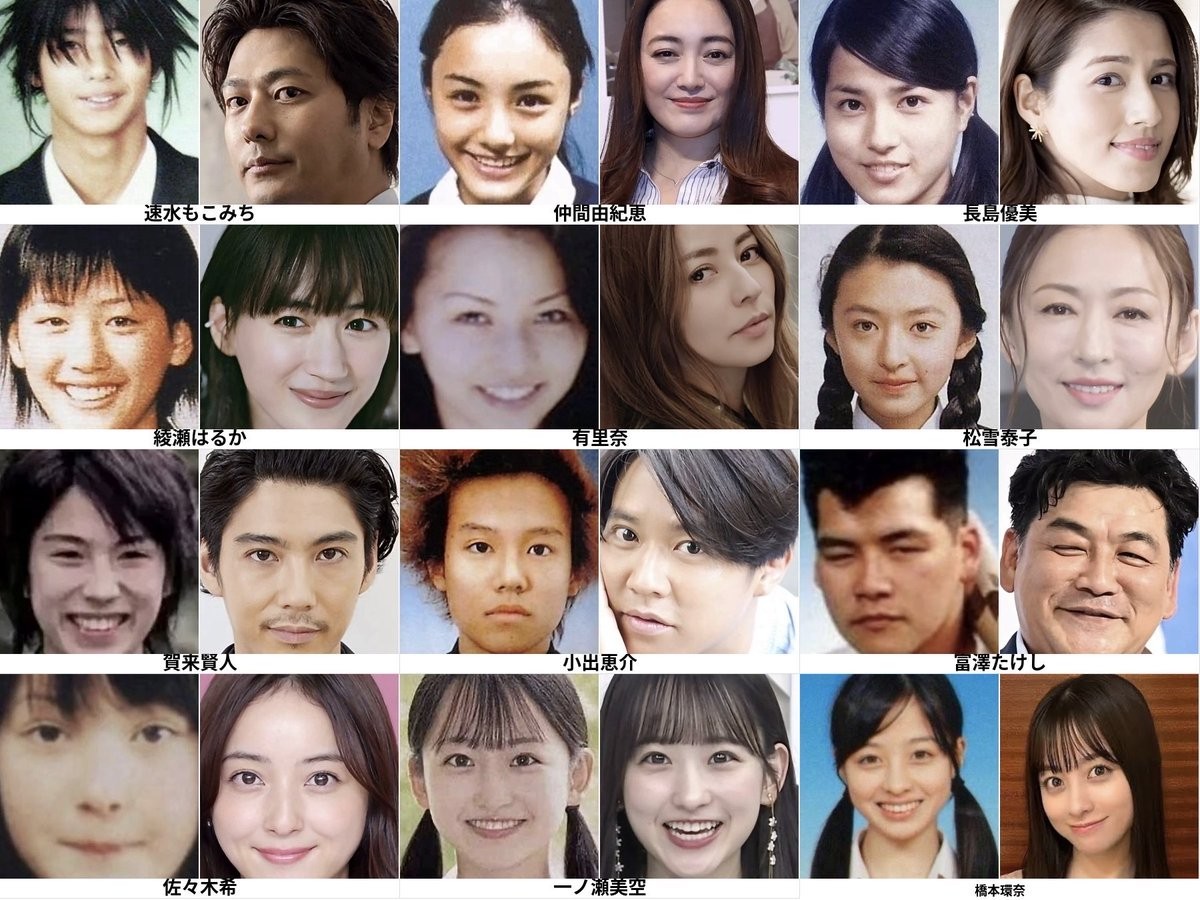 速水もこみち
仲間由紀恵
長島優美
綾瀬はるか
有里奈
松雪泰子
賀来賢人
小出恵介
富澤たけし
佐々木希
一ノ瀬美空
橋本環奈